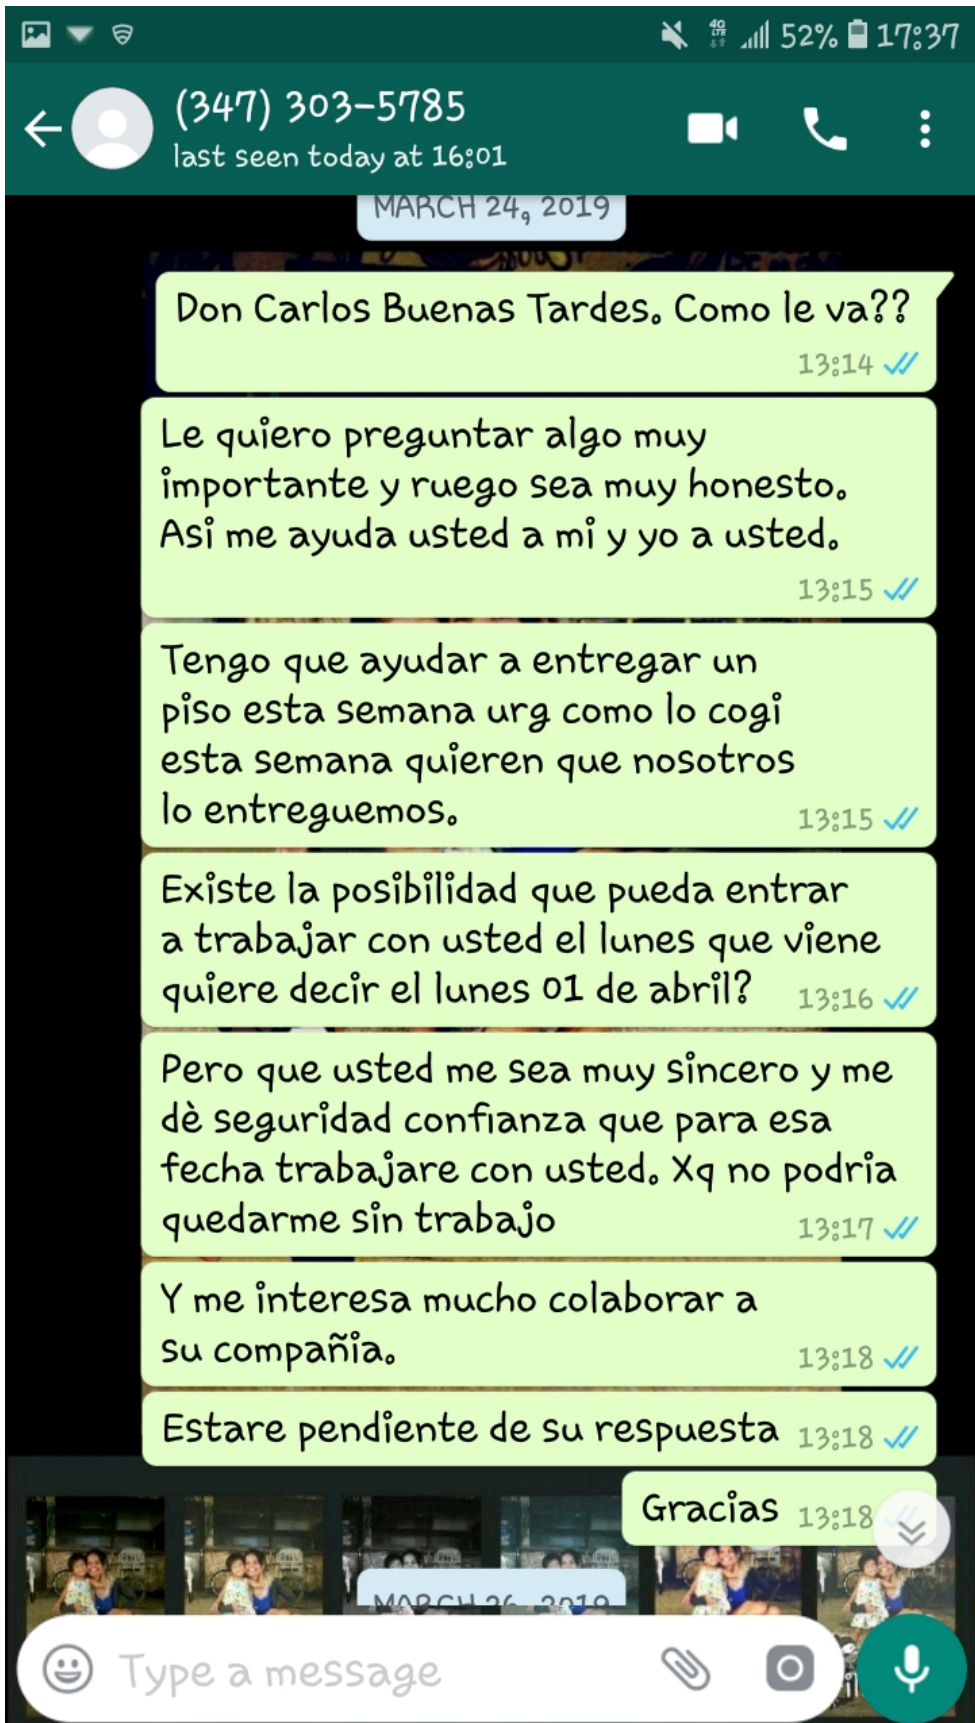 4G
LTE
52%
17:37
(347) 303-5785
last seen today at 16:01
MARCH 24, 2019
Don Carlos Buenas Tardes. Como le va??
13:14
Le quiero preguntar algo muy
importante y ruego sea muy honesto.
Asi me ayuda usted a mi y yo a usted.
13:15
Tengo que ayudar a entregar un
piso esta semana urg como lo cogi
esta semana quieren que nosotros
lo entreguemos. 13:15
Existe la posibilidad que pueda entrar
a trabajar con usted el lunes que viene
quiere decir el lunes 01 de abril? 13:16
Pero que usted me sea muy sincero y me
dè seguridad confianza que para esa
fecha trabajare con usted. Xq no podria
quedarme sin trabajo 13:17
Y me interesa mucho colaborar a
su compañia. 13:18
Estare pendiente de su respuesta 13:18
Gracias 13:18
MARCH 26, 2019
Type a message